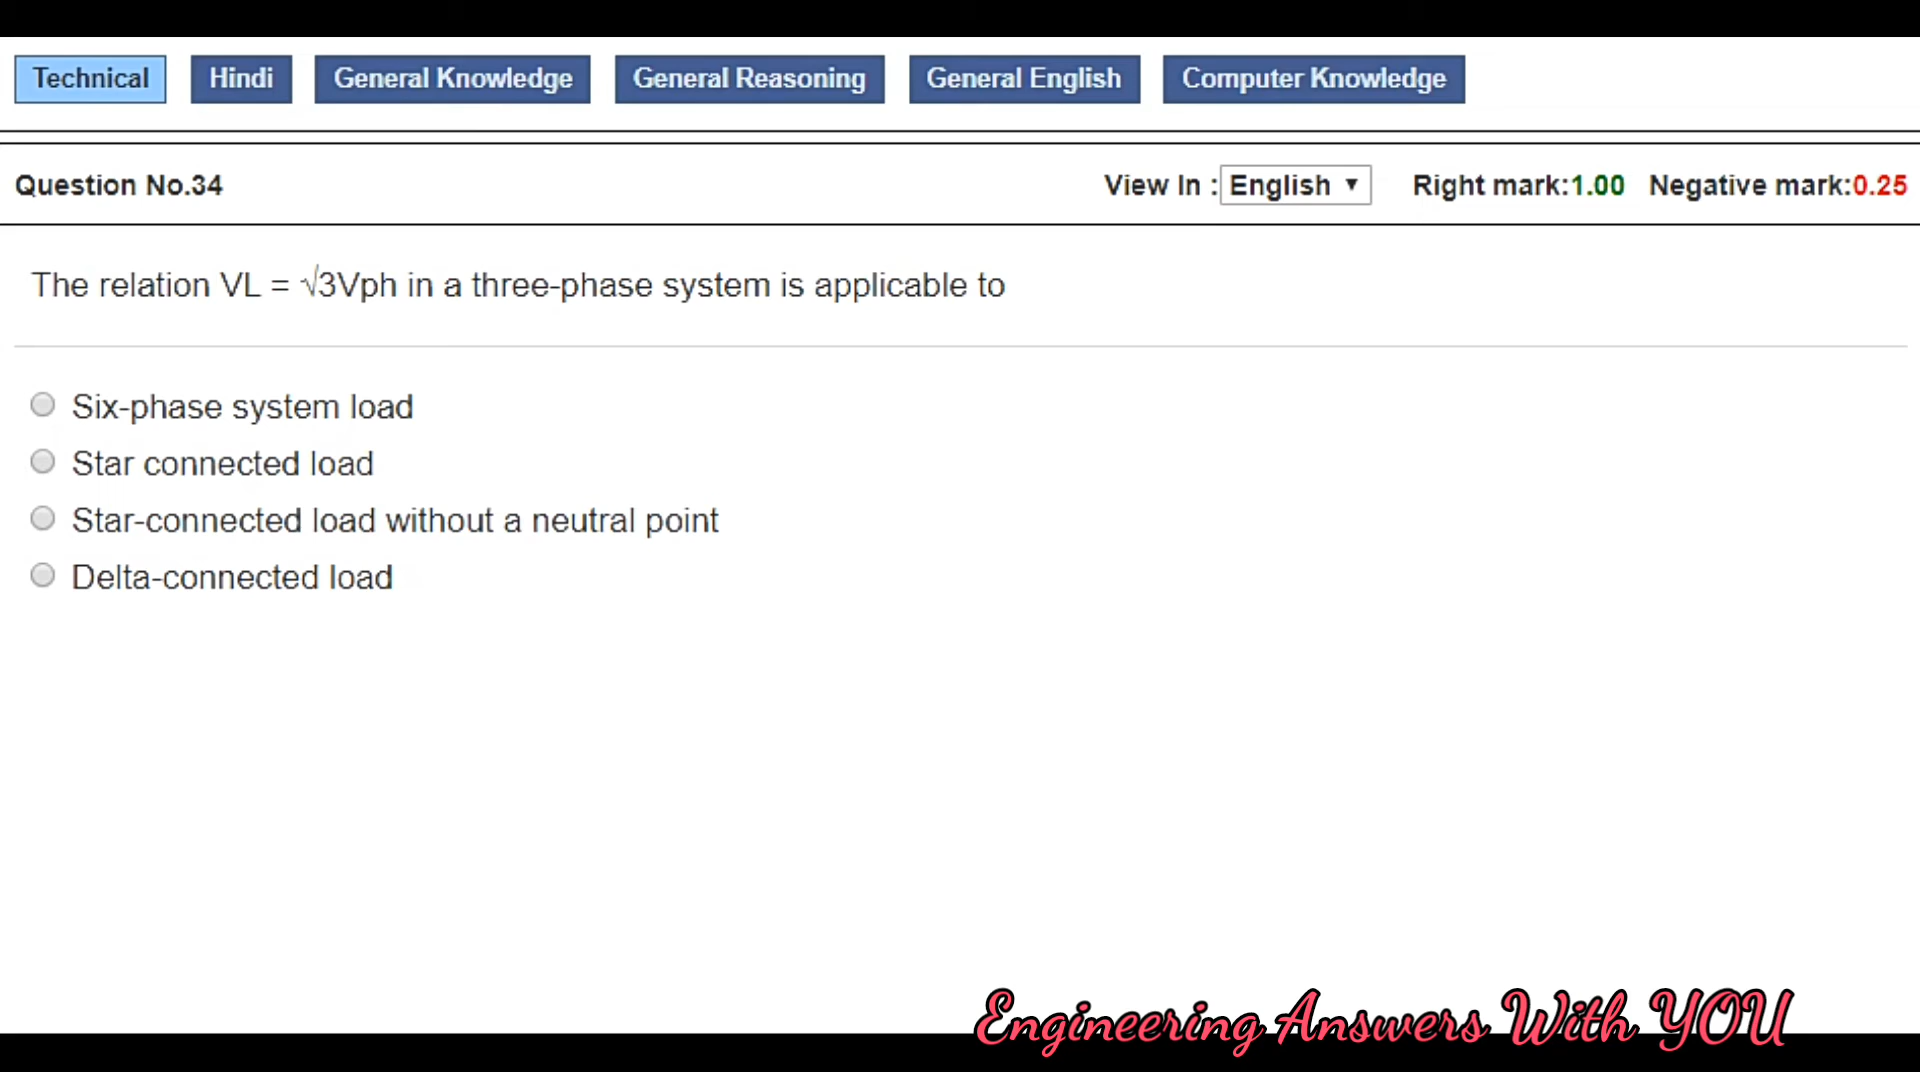 Technical Hindi General Knowledge General Reasoning General English Computer Knowledge
Question No.34 View In : English ▼ Right mark:1.00 Negative mark:0.25
The relation VL = √3Vph in a three-phase system is applicable to
Six-phase system load
Star connected load
Star-connected load without a neutral point
Delta-connected load
Engineering Answers With YOU